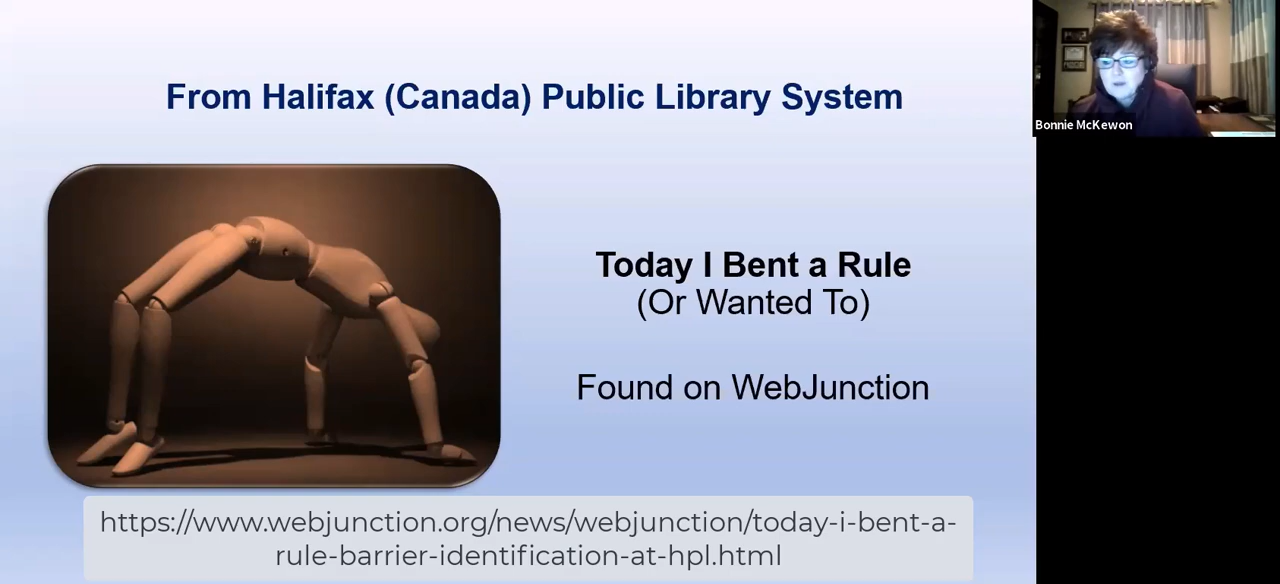 From Halifax (Canada) Public Library System
Bonnie McKewon
Today I Bent a Rule
(Or Wanted To)
Found on WebJunction
https://www.webjunction.org/news/webjunction/today-i-bent-a-
rule-barrier-identification-at-hpl.html